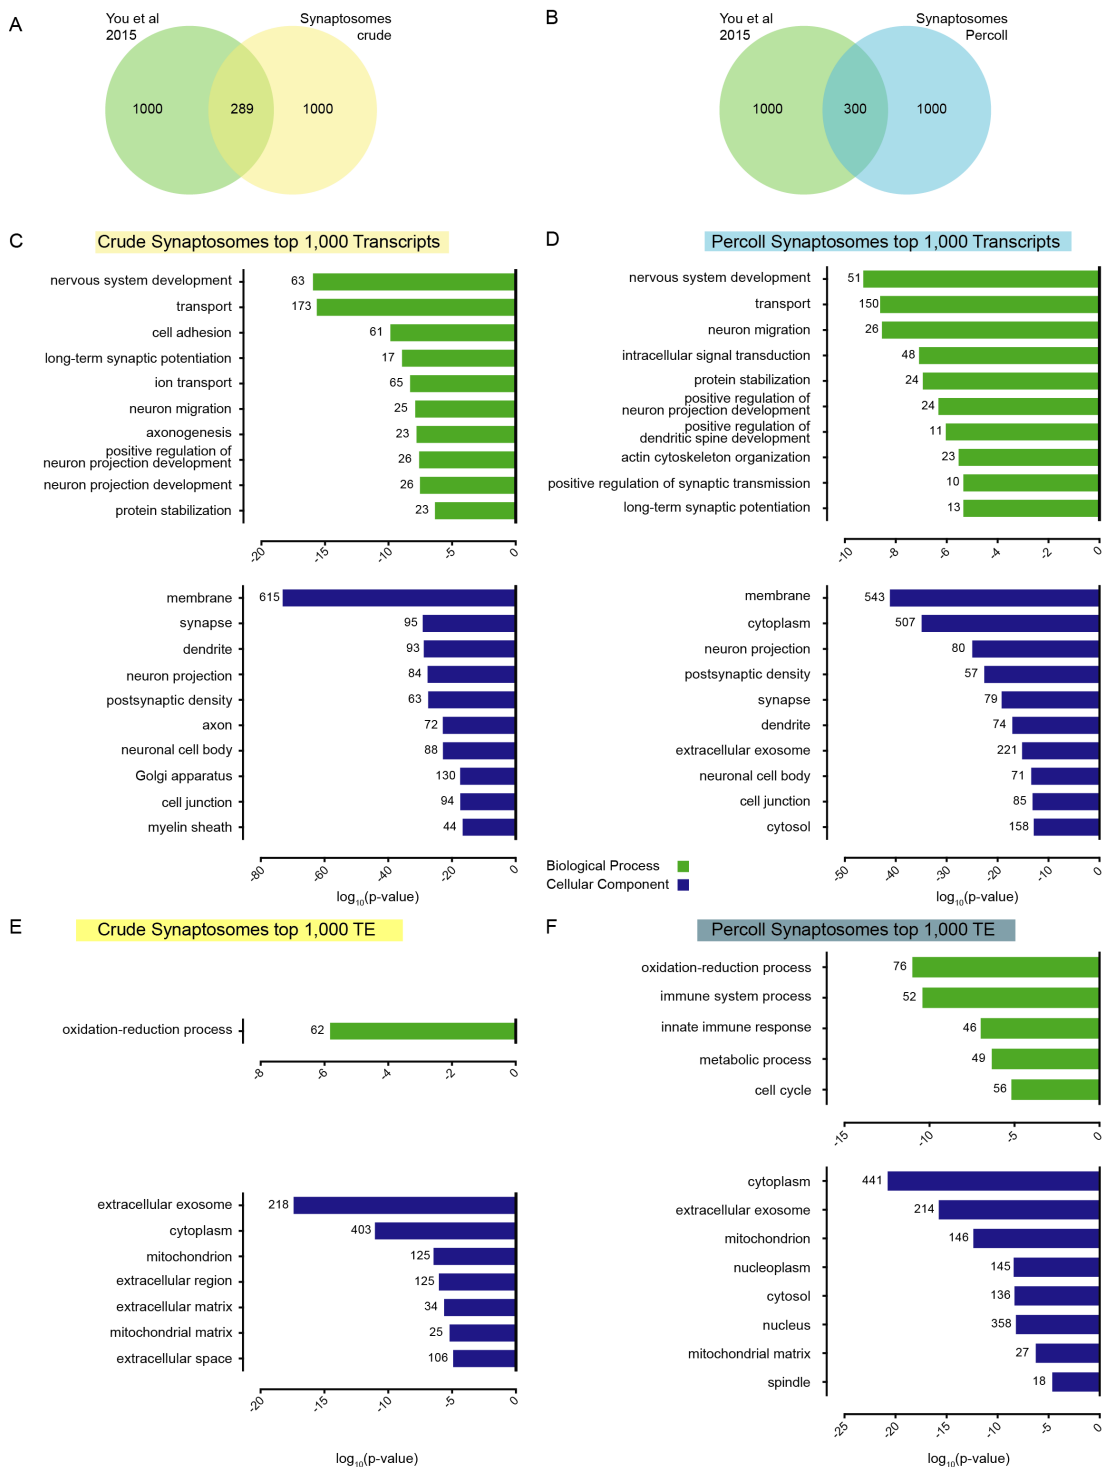 A
You et al
2015
Synaptosomes
crude
1000
289
1000
B
You et al
2015
Synaptosomes
Percoll
1000
300
1000
C
Crude Synaptosomes top 1,000 Transcripts
nervous system development 63
transport 173
cell adhesion 61
long-term synaptic potentiation 17
ion transport 65
neuron migration 25
axonogenesis 23
positive regulation of
neuron projection development 26
neuron projection development 26
protein stabilization 23
-20 -15 -10 -5 0
membrane 615
synapse 95
dendrite 93
neuron projection 84
postsynaptic density 63
axon 72
neuronal cell body 88
Golgi apparatus 130
cell junction 94
myelin sheath 44
-80 -60 -40 -20 0
log10(p-value)
D
Percoll Synaptosomes top 1,000 Transcripts
nervous system development 51
transport 150
neuron migration 26
intracellular signal transduction 48
protein stabilization 24
positive regulation of
neuron projection development 24
positive regulation of
dendritic spine development 11
actin cytoskeleton organization 23
positive regulation of synaptic transmission 10
long-term synaptic potentiation 13
-10 -8 -6 -4 -2 0
membrane 543
cytoplasm 507
neuron projection 80
postsynaptic density 57
synapse 79
dendrite 74
extracellular exosome 221
neuronal cell body 71
cell junction 85
cytosol 158
-50 -40 -30 -20 -10 0
log10(p-value)
Biological Process
Cellular Component
E
Crude Synaptosomes top 1,000 TE
oxidation-reduction process 62
-8 -6 -4 -2 0
extracellular exosome 218
cytoplasm 403
mitochondrion 125
extracellular region 125
extracellular matrix 34
mitochondrial matrix 25
extracellular space 106
-20 -15 -10 -5 0
log10(p-value)
F
Percoll Synaptosomes top 1,000 TE
oxidation-reduction process 76
immune system process 52
innate immune response 46
metabolic process 49
cell cycle 56
-15 -10 -5 0
cytoplasm 441
extracellular exosome 214
mitochondrion 146
nucleoplasm 145
cytosol 136
nucleus 358
mitochondrial matrix 27
spindle 18
-25 -20 -15 -10 -5 0
log10(p-value)